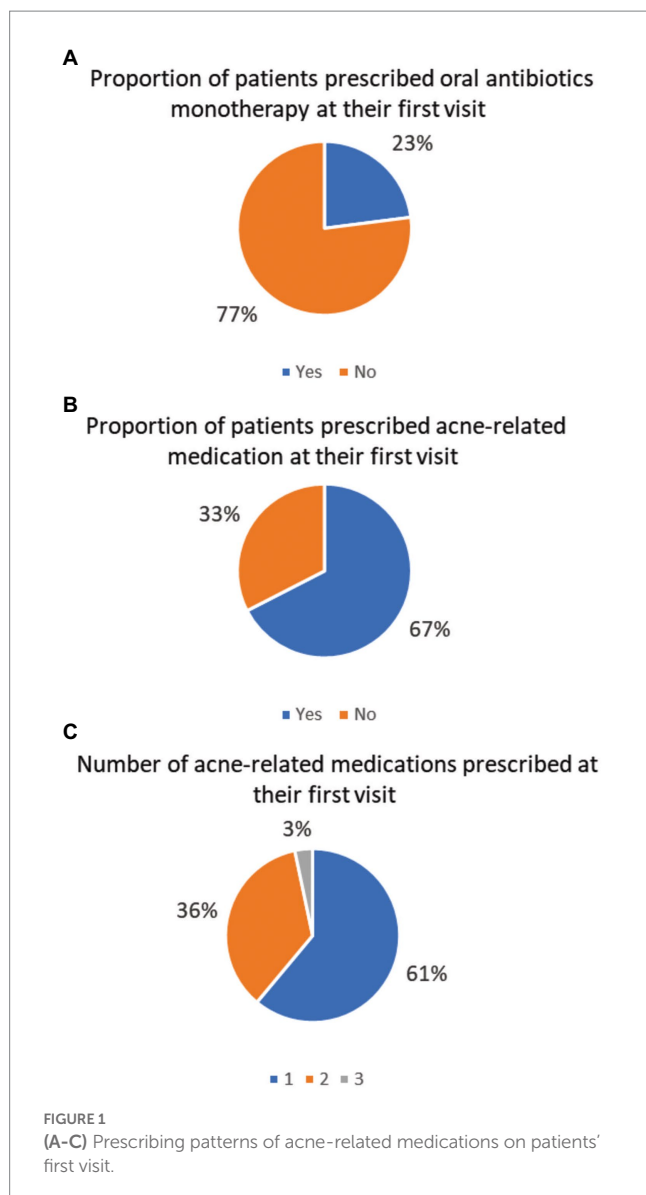 A
Proportion of patients prescribed oral antibiotics
monotherapy at their first visit
23%
77%
Yes No
B
Proportion of patients prescribed acne-related
medication at their first visit
33%
67%
Yes No
C
Number of acne-related medications prescribed at
their first visit
3%
36%
61%
1 2 3
FIGURE 1
(A-C) Prescribing patterns of acne-related medications on patients’
first visit.